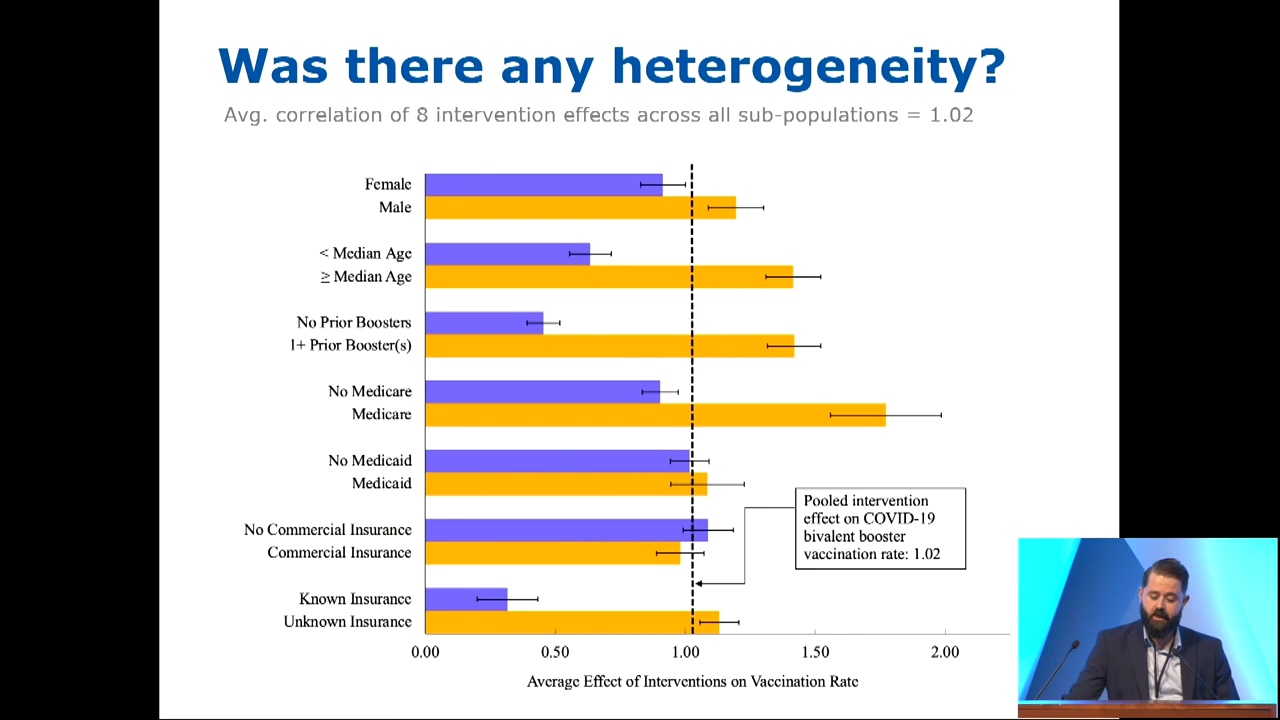 Was there any heterogeneity?
Avg. correlation of 8 intervention effects across all sub-populations = 1.02
Female
Male
< Median Age
≥ Median Age
No Prior Boosters
1+ Prior Booster(s)
No Medicare
Medicare
No Medicaid
Medicaid
No Commercial Insurance
Commercial Insurance
Known Insurance
Unknown Insurance
Pooled intervention
effect on COVID-19
bivalent booster
vaccination rate: 1.02
0.00 0.50 1.00 1.50 2.00
Average Effect of Interventions on Vaccination Rate